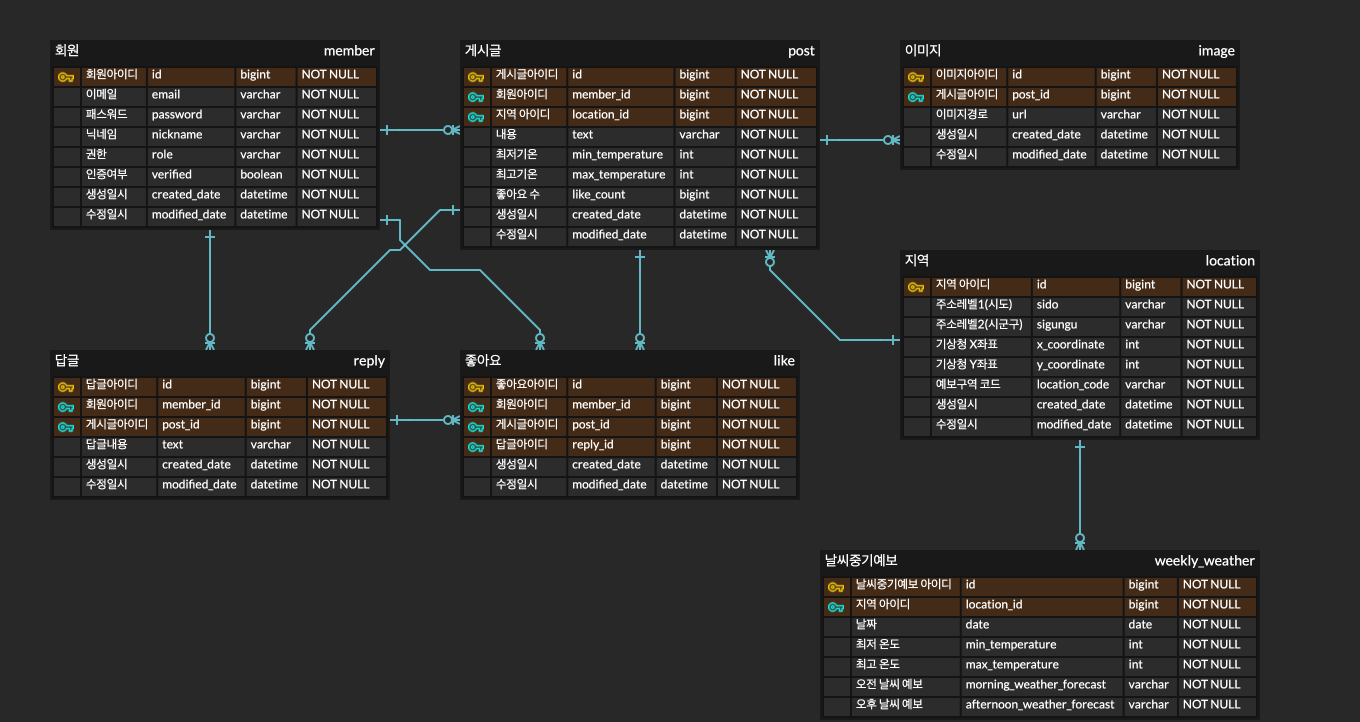 회원 member
회원아이디 id bigint NOT NULL
이메일 email varchar NOT NULL
패스워드 password varchar NOT NULL
닉네임 nickname varchar NOT NULL
권한 role varchar NOT NULL
인증여부 verified boolean NOT NULL
생성일시 created_date datetime NOT NULL
수정일시 modified_date datetime NOT NULL
게시글 post
게시글아이디 id bigint NOT NULL
회원아이디 member_id bigint NOT NULL
지역 아이디 location_id bigint NOT NULL
내용 text varchar NOT NULL
최저기온 min_temperature int NOT NULL
최고기온 max_temperature int NOT NULL
좋아요 수 like_count bigint NOT NULL
생성일시 created_date datetime NOT NULL
수정일시 modified_date datetime NOT NULL
이미지 image
이미지아이디 id bigint NOT NULL
게시글아이디 post_id bigint NOT NULL
이미지경로 url varchar NOT NULL
생성일시 created_date datetime NOT NULL
수정일시 modified_date datetime NOT NULL
지역 location
지역 아이디 id bigint NOT NULL
주소레벨1(시도) sido varchar NOT NULL
주소레벨2(시군구) sigungu varchar NOT NULL
기상청 X좌표 x_coordinate int NOT NULL
기상청 Y좌표 y_coordinate int NOT NULL
예보구역 코드 location_code varchar NOT NULL
생성일시 created_date datetime NOT NULL
수정일시 modified_date datetime NOT NULL
답글 reply
답글아이디 id bigint NOT NULL
회원아이디 member_id bigint NOT NULL
게시글아이디 post_id bigint NOT NULL
답글내용 text varchar NOT NULL
생성일시 created_date datetime NOT NULL
수정일시 modified_date datetime NOT NULL
좋아요 like
좋아요아이디 id bigint NOT NULL
회원아이디 member_id bigint NOT NULL
게시글아이디 post_id bigint NOT NULL
답글아이디 reply_id bigint NOT NULL
생성일시 created_date datetime NOT NULL
수정일시 modified_date datetime NOT NULL
날씨중기예보 weekly_weather
날씨중기예보 아이디 id bigint NOT NULL
지역 아이디 location_id bigint NOT NULL
날짜 date date NOT NULL
최저 온도 min_temperature int NOT NULL
최고 온도 max_temperature int NOT NULL
오전 날씨 예보 morning_weather_forecast varchar NOT NULL
오후 날씨 예보 afternoon_weather_forecast varchar NOT NULL